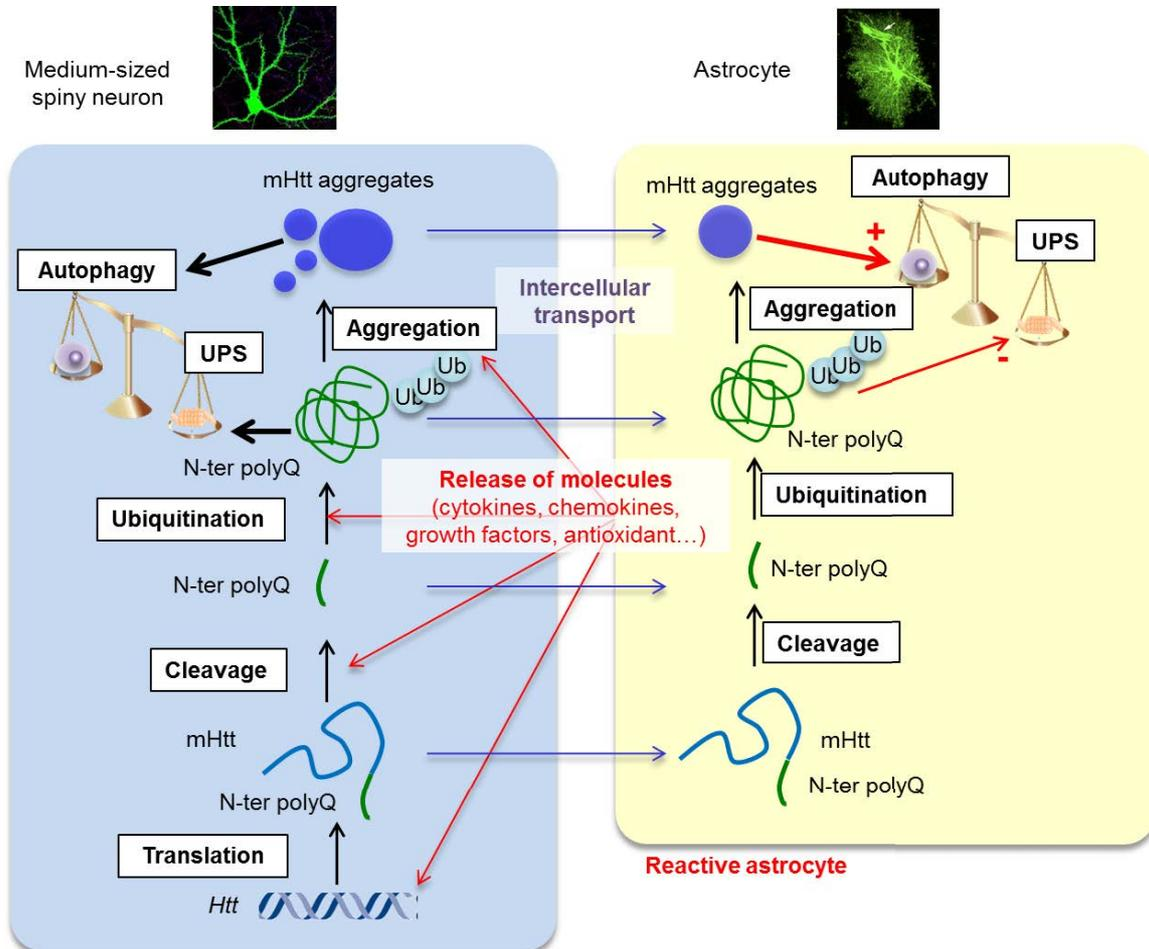 Medium-sized
spiny neuron
Astrocyte
mHtt aggregates
Autophagy
UPS
Aggregation
Ub
Ub
Ub
N-ter polyQ
Ubiquitination
N-ter polyQ
Cleavage
mHtt
N-ter polyQ
Translation
Htt
Intercellular
transport
Release of molecules
(cytokines, chemokines,
growth factors, antioxidant…)
mHtt aggregates
Autophagy
+
UPS
-
Aggregation
Ub
Ub
Ub
N-ter polyQ
Ubiquitination
N-ter polyQ
Cleavage
mHtt
N-ter polyQ
Reactive astrocyte